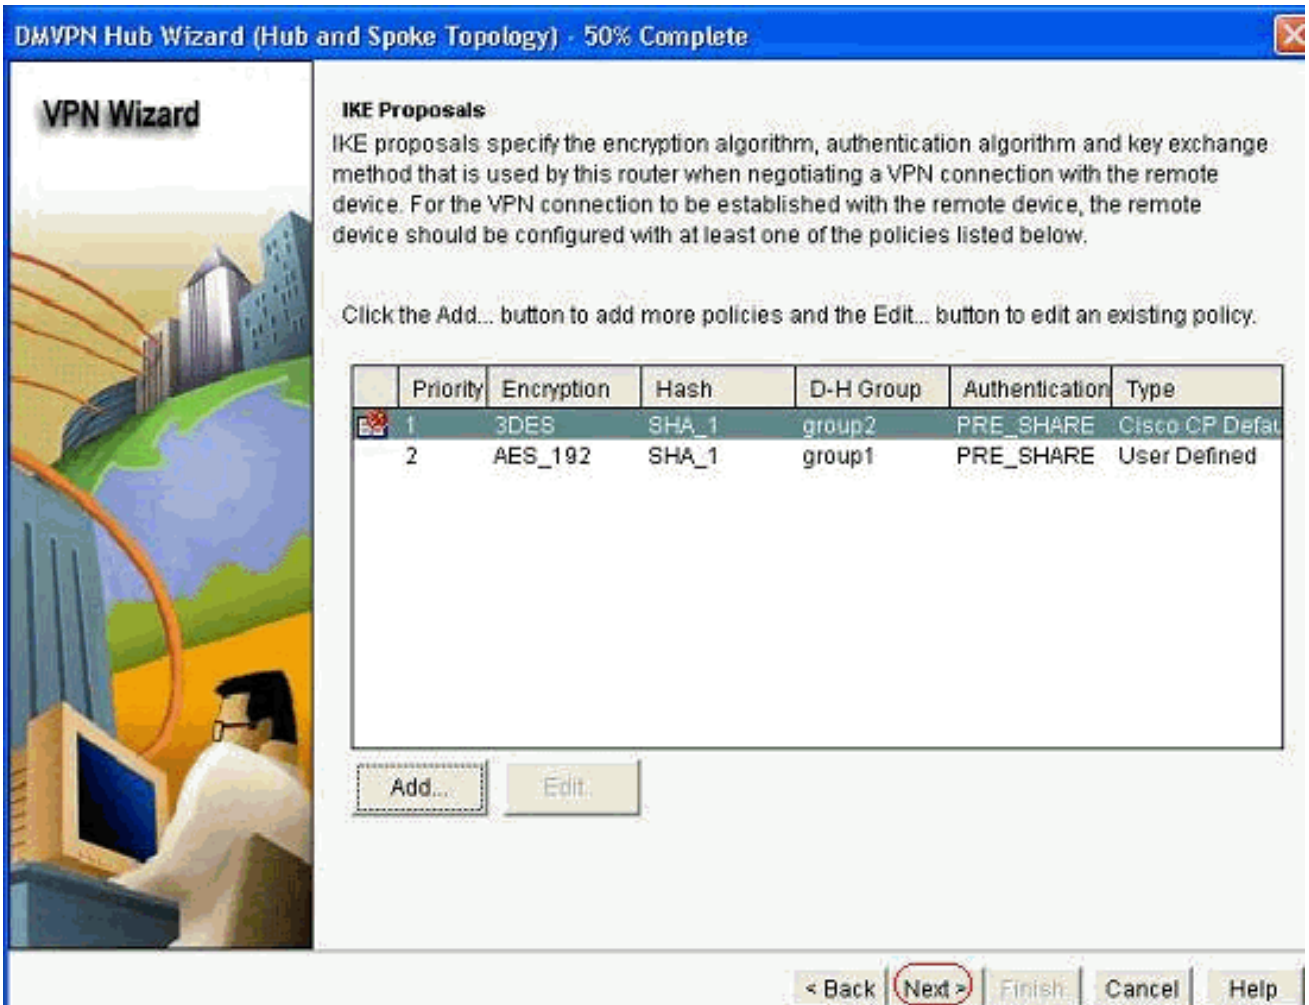 DMVPN Hub Wizard (Hub and Spoke Topology) - 50% Complete
VPN Wizard
IKE Proposals
IKE proposals specify the encryption algorithm, authentication algorithm and key exchange
method that is used by this router when negotiating a VPN connection with the remote
device. For the VPN connection to be established with the remote device, the remote
device should be configured with at least one of the policies listed below.
Click the Add... button to add more policies and the Edit... button to edit an existing policy.
Priority Encryption Hash D-H Group Authentication Type
1 3DES SHA_1 group2 PRE_SHARE Cisco CP Defau
2 AES_192 SHA_1 group1 PRE_SHARE User Defined
Add... Edit...
< Back Next > Finish Cancel Help